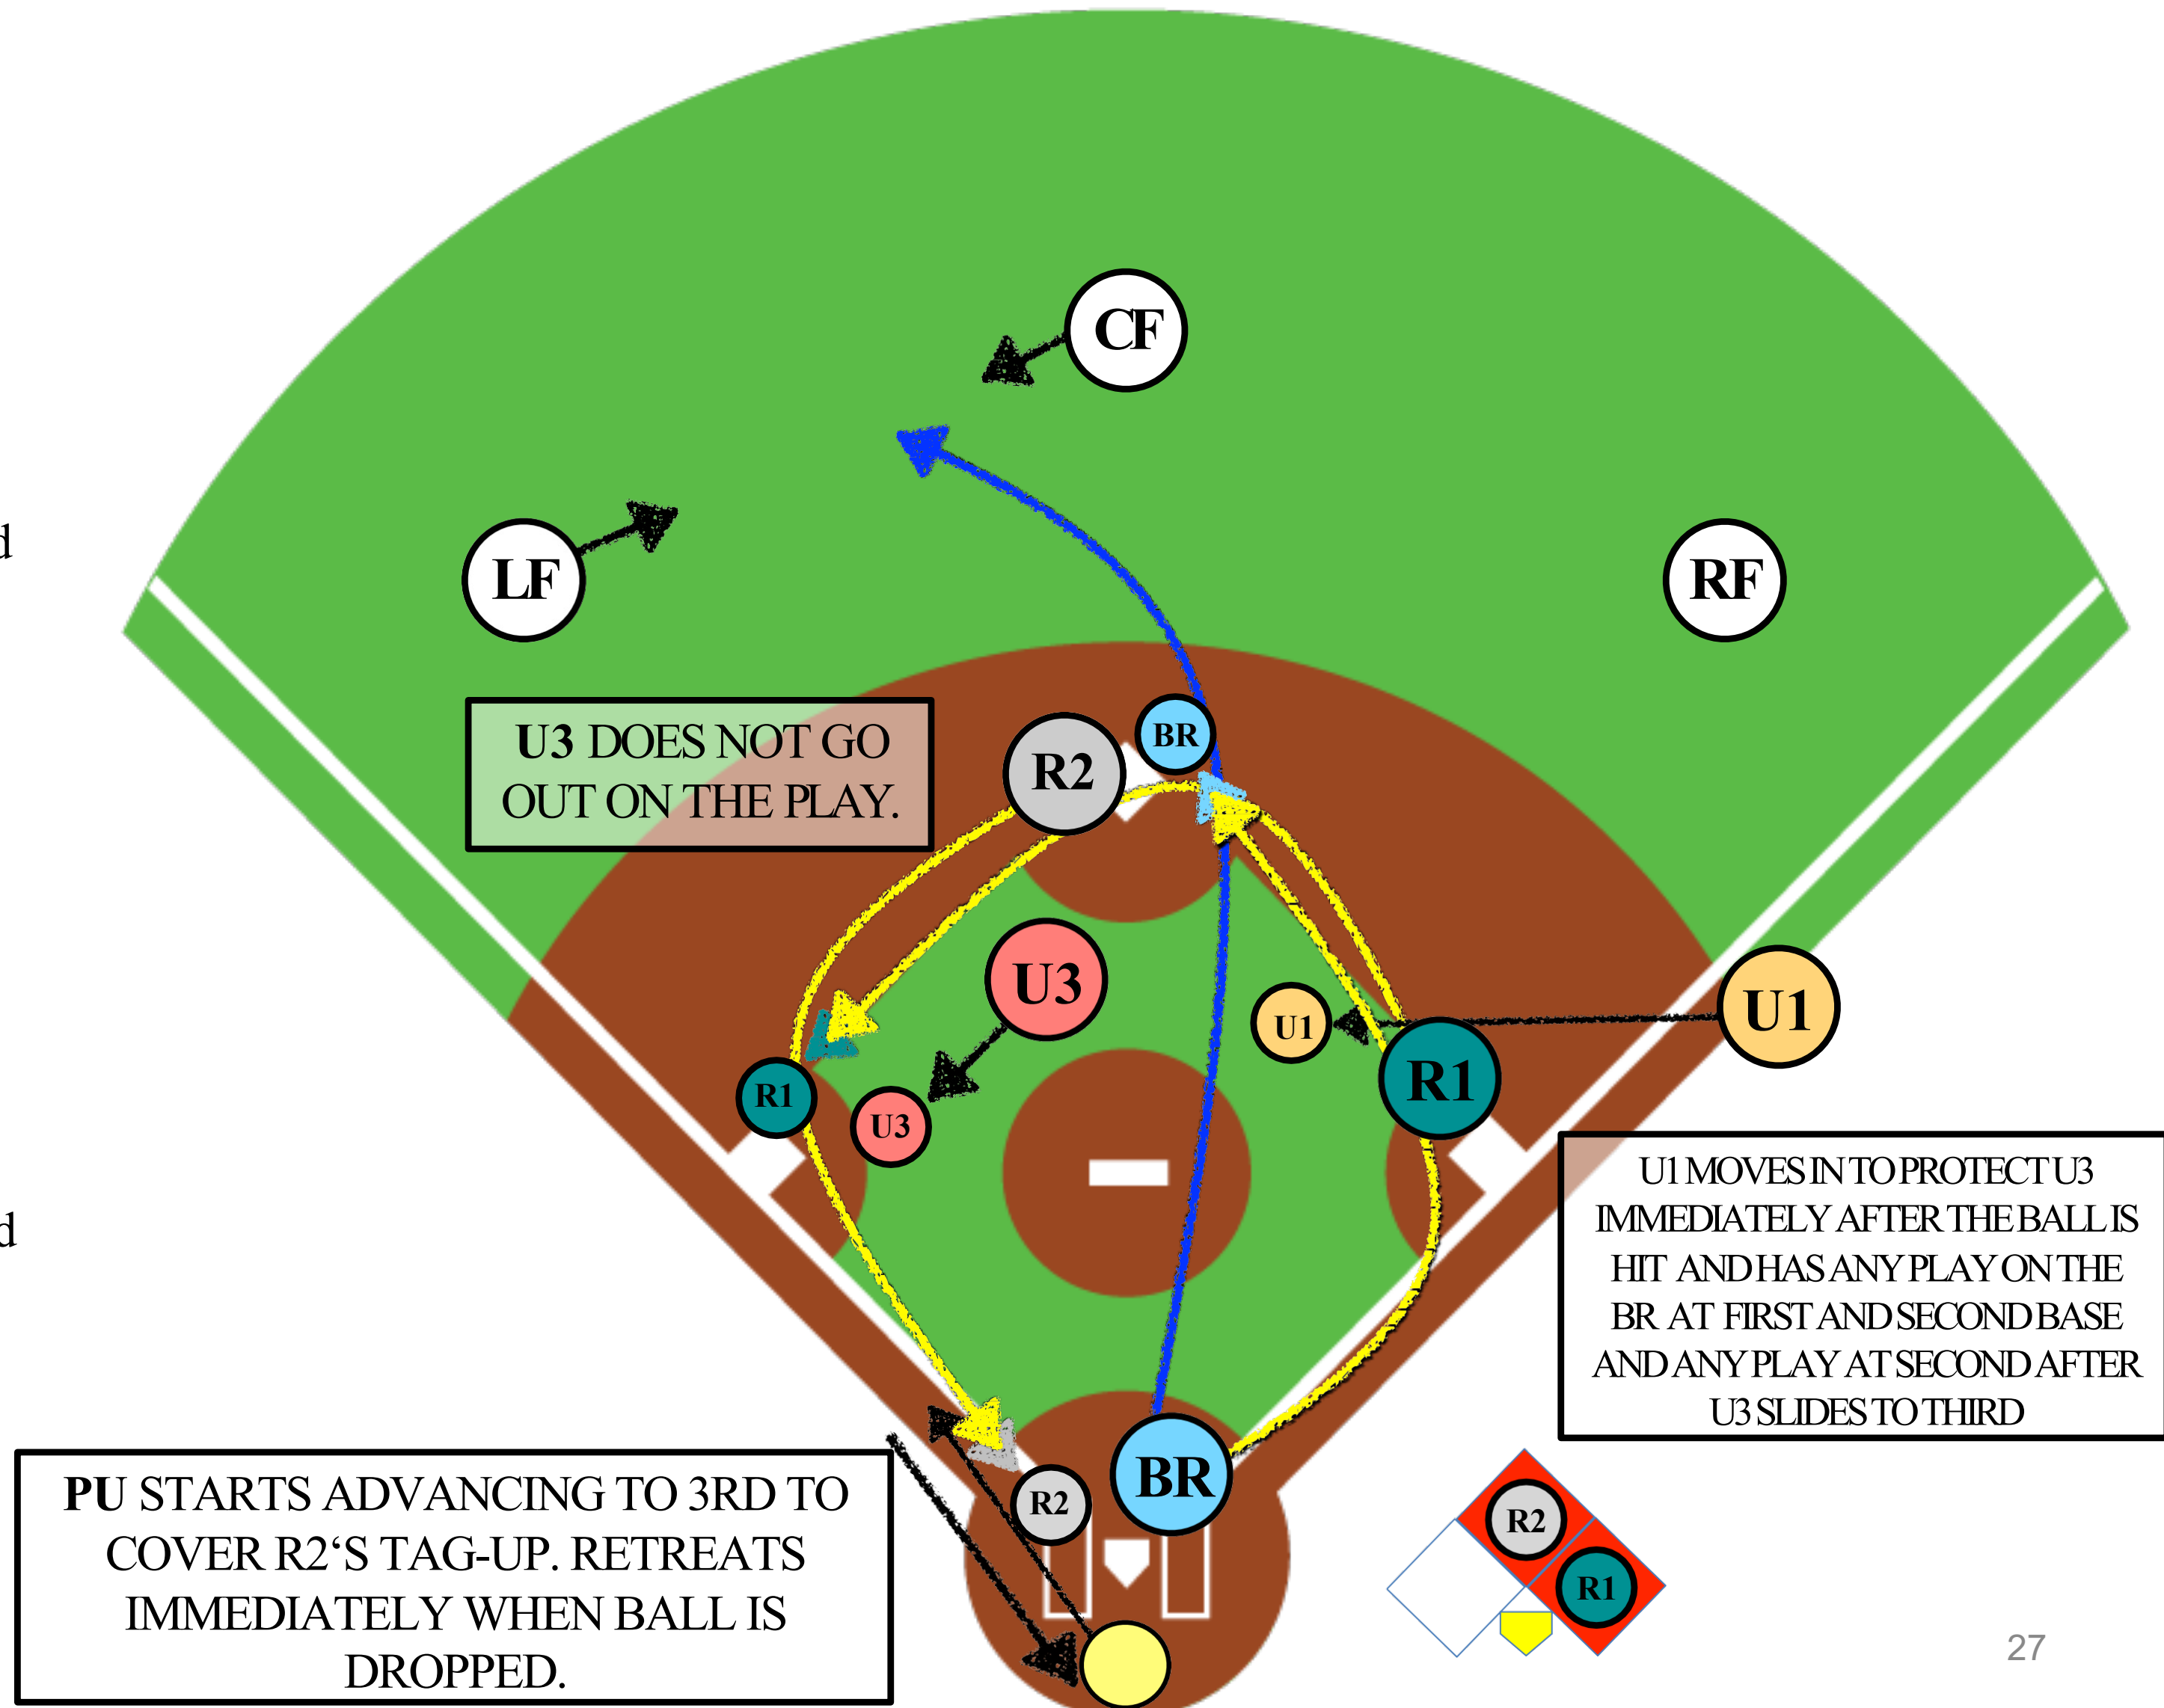 CF
d
LF
RF
U3 DOES NOT GO
OUT ON THE PLAY.
R2
BR
U3
U1
U1
R1
R1
U3
U1 MOVES IN TO PROTECT U3
IMMEDIATELY AFTER THE BALL IS
HIT AND HAS ANY PLAY ON THE
BR AT FIRST AND SECOND BASE
AND ANY PLAY AT SECOND AFTER
U3 SLIDES TO THIRD
d
PU STARTS ADVANCING TO 3RD TO
COVER R2‘S TAG-UP. RETREATS
IMMEDIATELY WHEN BALL IS
DROPPED.
R2
BR
R2
R1
27